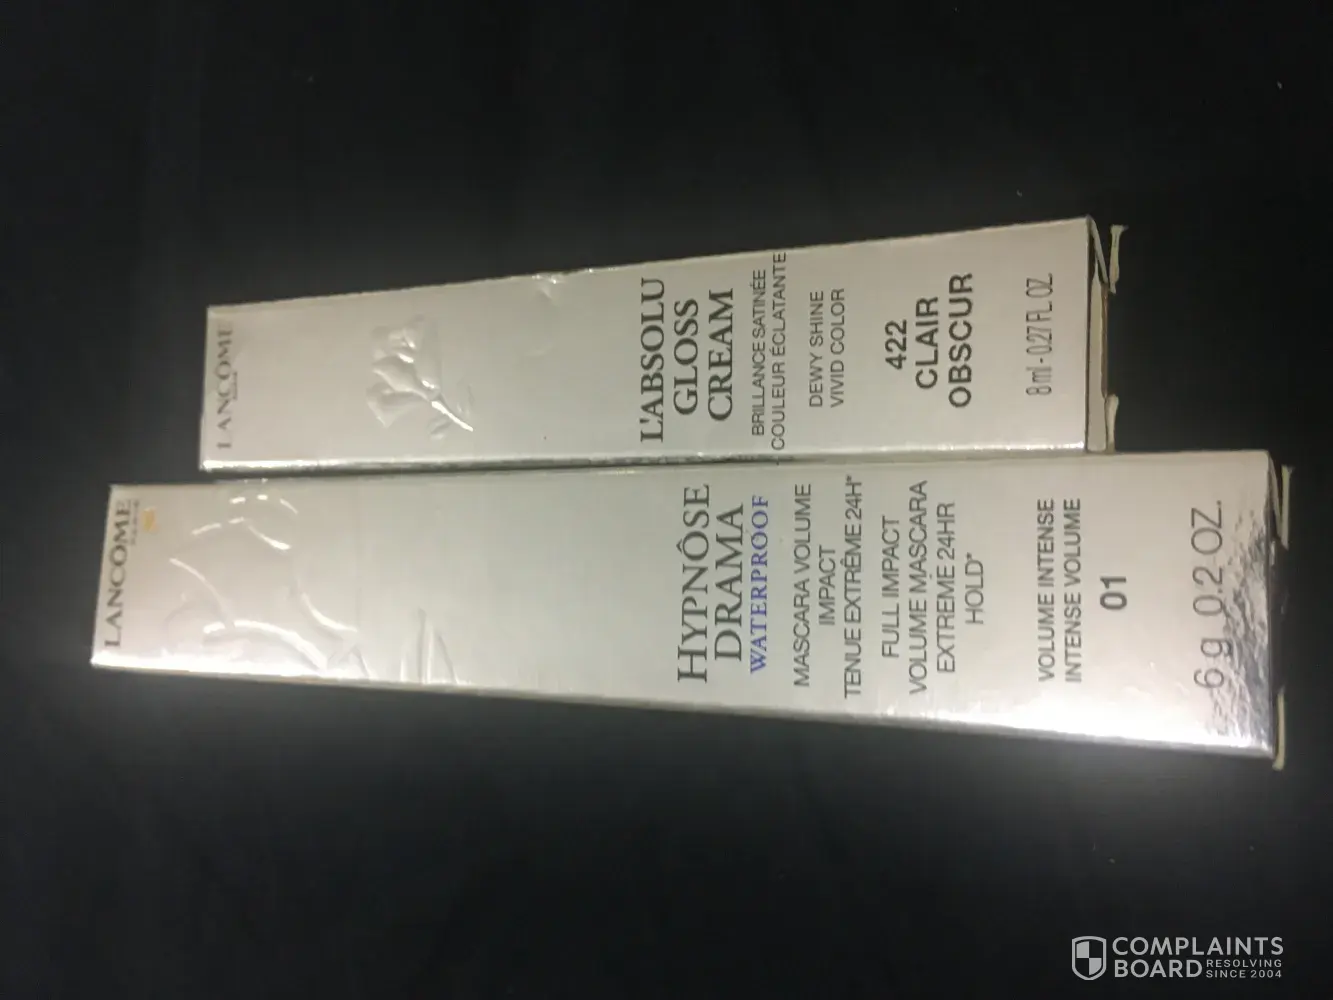 LANCÔME
L'ABSOLU
GLOSS
CREAM
BRILLANCE SATINÉE
COULEUR ÉCLATANTE
DEWY SHINE
VIVID COLOR
422
CLAIR
OBSCUR
8 ml - 0.27 FL. OZ.
LANCÔME
HYPNÔSE
DRAMA
WATERPROOF
MASCARA VOLUME
IMPACT
TENUE EXTRÊME 24H*
FULL IMPACT
VOLUME MASCARA
EXTREME 24HR
HOLD*
VOLUME INTENSE
INTENSE VOLUME
01
6 g 0.2 OZ.
COMPLAINTS
BOARD RESOLVING
SINCE 2004